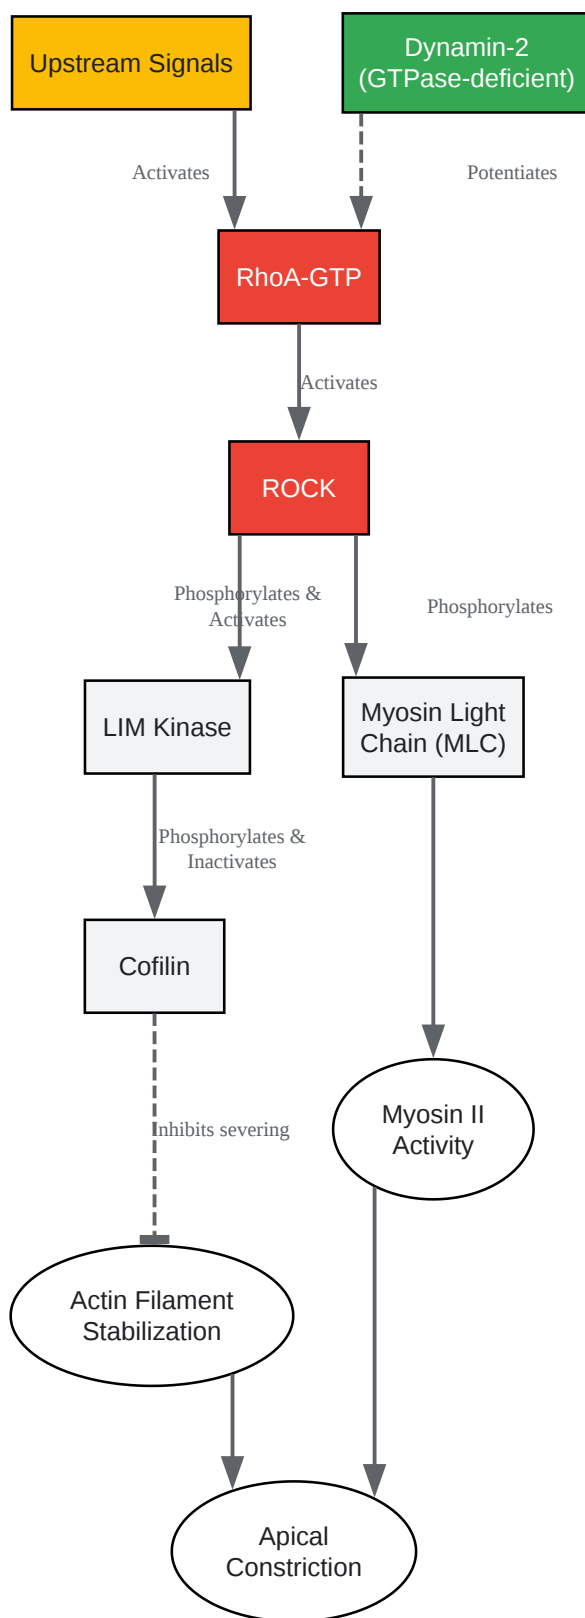 Upstream Signals
Dynamin-2
(GTPase-deficient)
Activates
Potentiates
RhoA-GTP
Activates
ROCK
Phosphorylates &
Activates
Phosphorylates
LIM Kinase
Myosin Light
Chain (MLC)
Phosphorylates &
Inactivates
Cofilin
Inhibits severing
Myosin II
Activity
Actin Filament
Stabilization
Apical
Constriction